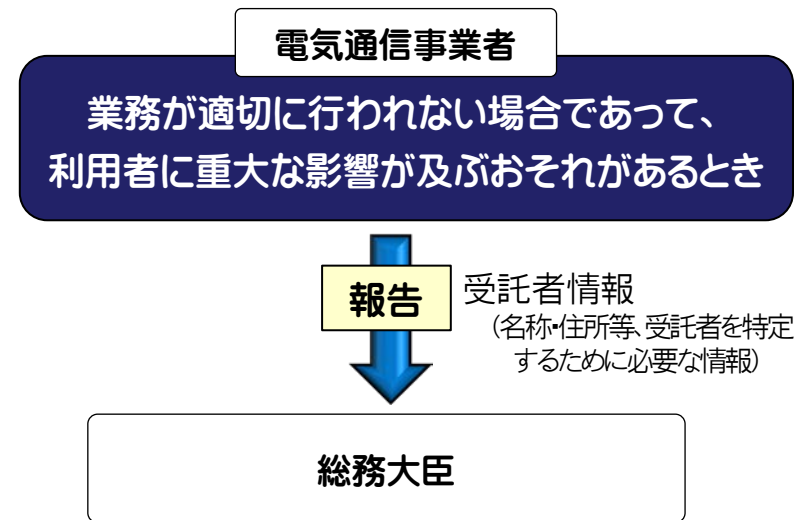 電気通信事業者
業務が適切に行われない場合であって、
利用者に重大な影響が及ぶおそれがあるとき
報告
受託者情報
（名称・住所等、受託者を特定
するために必要な情報）
総務大臣